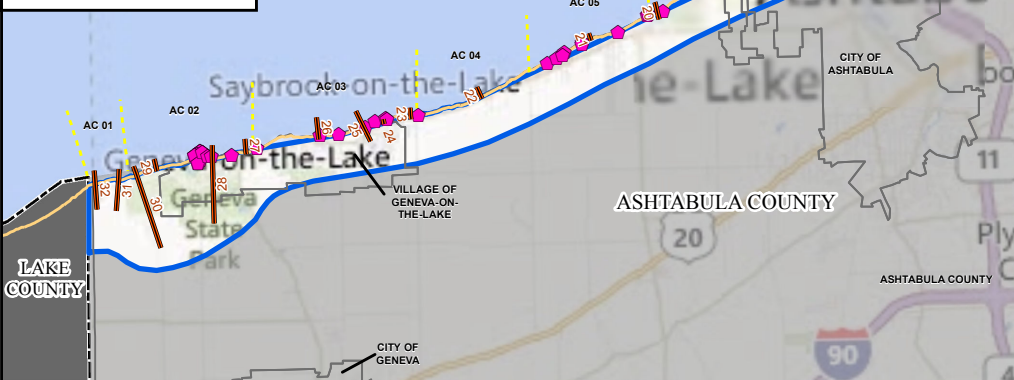 AC 05
20
21
CITY OF
ASHTABULA
AC 04
Saybrook-on-the-Lake
AC 03
e-Lake
22
AC 02
23
AC 01
26
25
24
27
Geneva-on-the-Lake
11
29
32
31
30
28
Geneva
State
Park
VILLAGE OF
GENEVA-ON-
THE-LAKE
ASHTABULA COUNTY
20
LAKE
COUNTY
ASHTABULA COUNTY
CITY OF
GENEVA
90